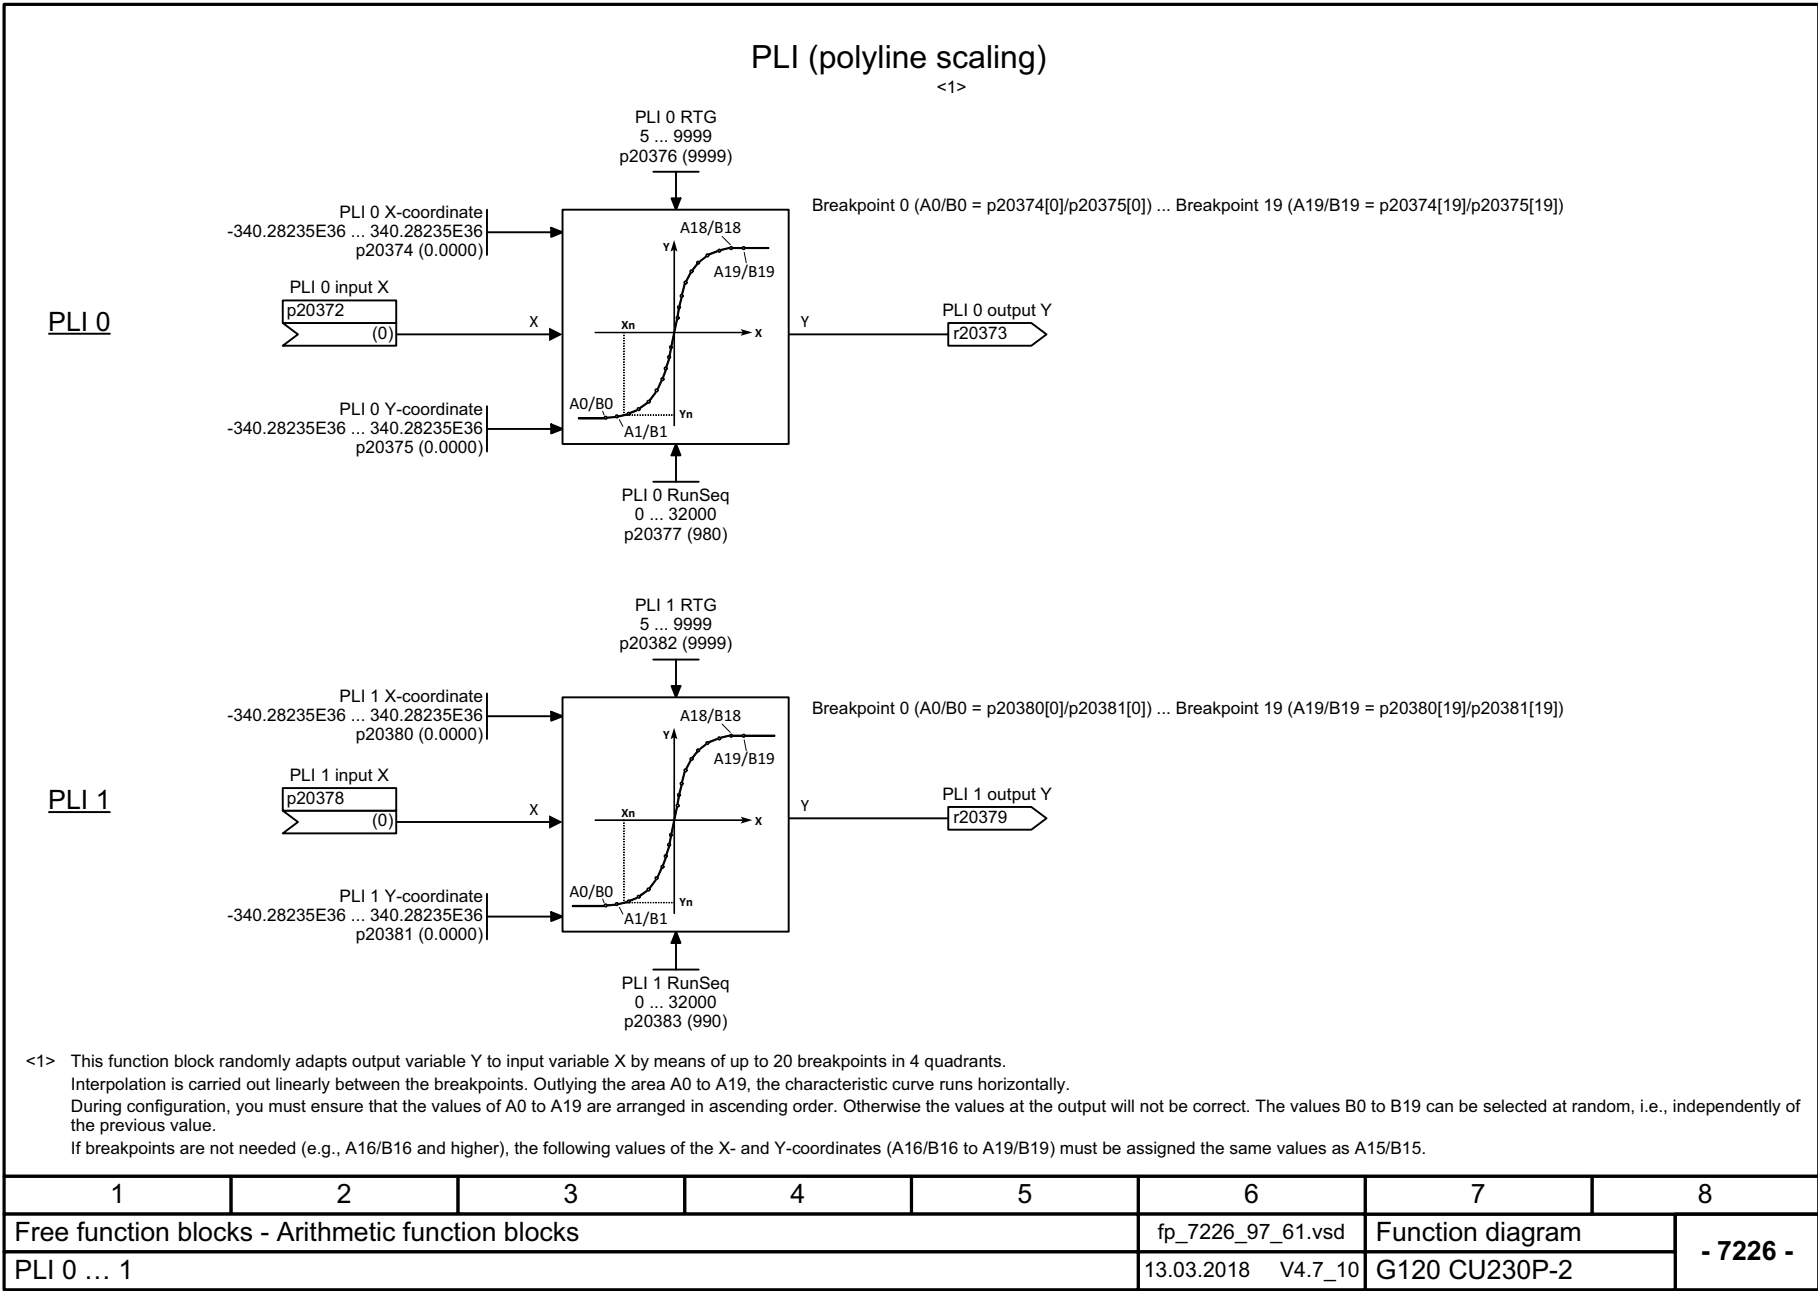 PLI (polyline scaling)
<1>
PLI 0 RTG
5 ... 9999
p20376 (9999)
Breakpoint 0 (A0/B0 = p20374[0]/p20375[0]) ... Breakpoint 19 (A19/B19 = p20374[19]/p20375[19])
PLI 0 X-coordinate
-340.28235E36 ... 340.28235E36
p20374 (0.0000)
A18/B18
Y
A19/B19
PLI 0
PLI 0 input X
p20372
(0)
X
Xn
X
Y
PLI 0 output Y
r20373
PLI 0 Y-coordinate
-340.28235E36 ... 340.28235E36
p20375 (0.0000)
A0/B0
Yn
A1/B1
PLI 0 RunSeq
0 ... 32000
p20377 (980)
PLI 1 RTG
5 ... 9999
p20382 (9999)
Breakpoint 0 (A0/B0 = p20380[0]/p20381[0]) ... Breakpoint 19 (A19/B19 = p20380[19]/p20381[19])
PLI 1 X-coordinate
-340.28235E36 ... 340.28235E36
p20380 (0.0000)
A18/B18
Y
A19/B19
PLI 1
PLI 1 input X
p20378
(0)
X
Xn
X
Y
PLI 1 output Y
r20379
PLI 1 Y-coordinate
-340.28235E36 ... 340.28235E36
p20381 (0.0000)
A0/B0
Yn
A1/B1
PLI 1 RunSeq
0 ... 32000
p20383 (990)
<1> This function block randomly adapts output variable Y to input variable X by means of up to 20 breakpoints in 4 quadrants.
Interpolation is carried out linearly between the breakpoints. Outlying the area A0 to A19, the characteristic curve runs horizontally.
During configuration, you must ensure that the values of A0 to A19 are arranged in ascending order. Otherwise the values at the output will not be correct. The values B0 to B19 can be selected at random, i.e., independently of
the previous value.
If breakpoints are not needed (e.g., A16/B16 and higher), the following values of the X- and Y-coordinates (A16/B16 to A19/B19) must be assigned the same values as A15/B15.
1 2 3 4 5 6 7 8
Free function blocks - Arithmetic function blocks fp_7226_97_61.vsd Function diagram
- 7226 -
PLI 0 … 1 13.03.2018 V4.7_10 G120 CU230P-2